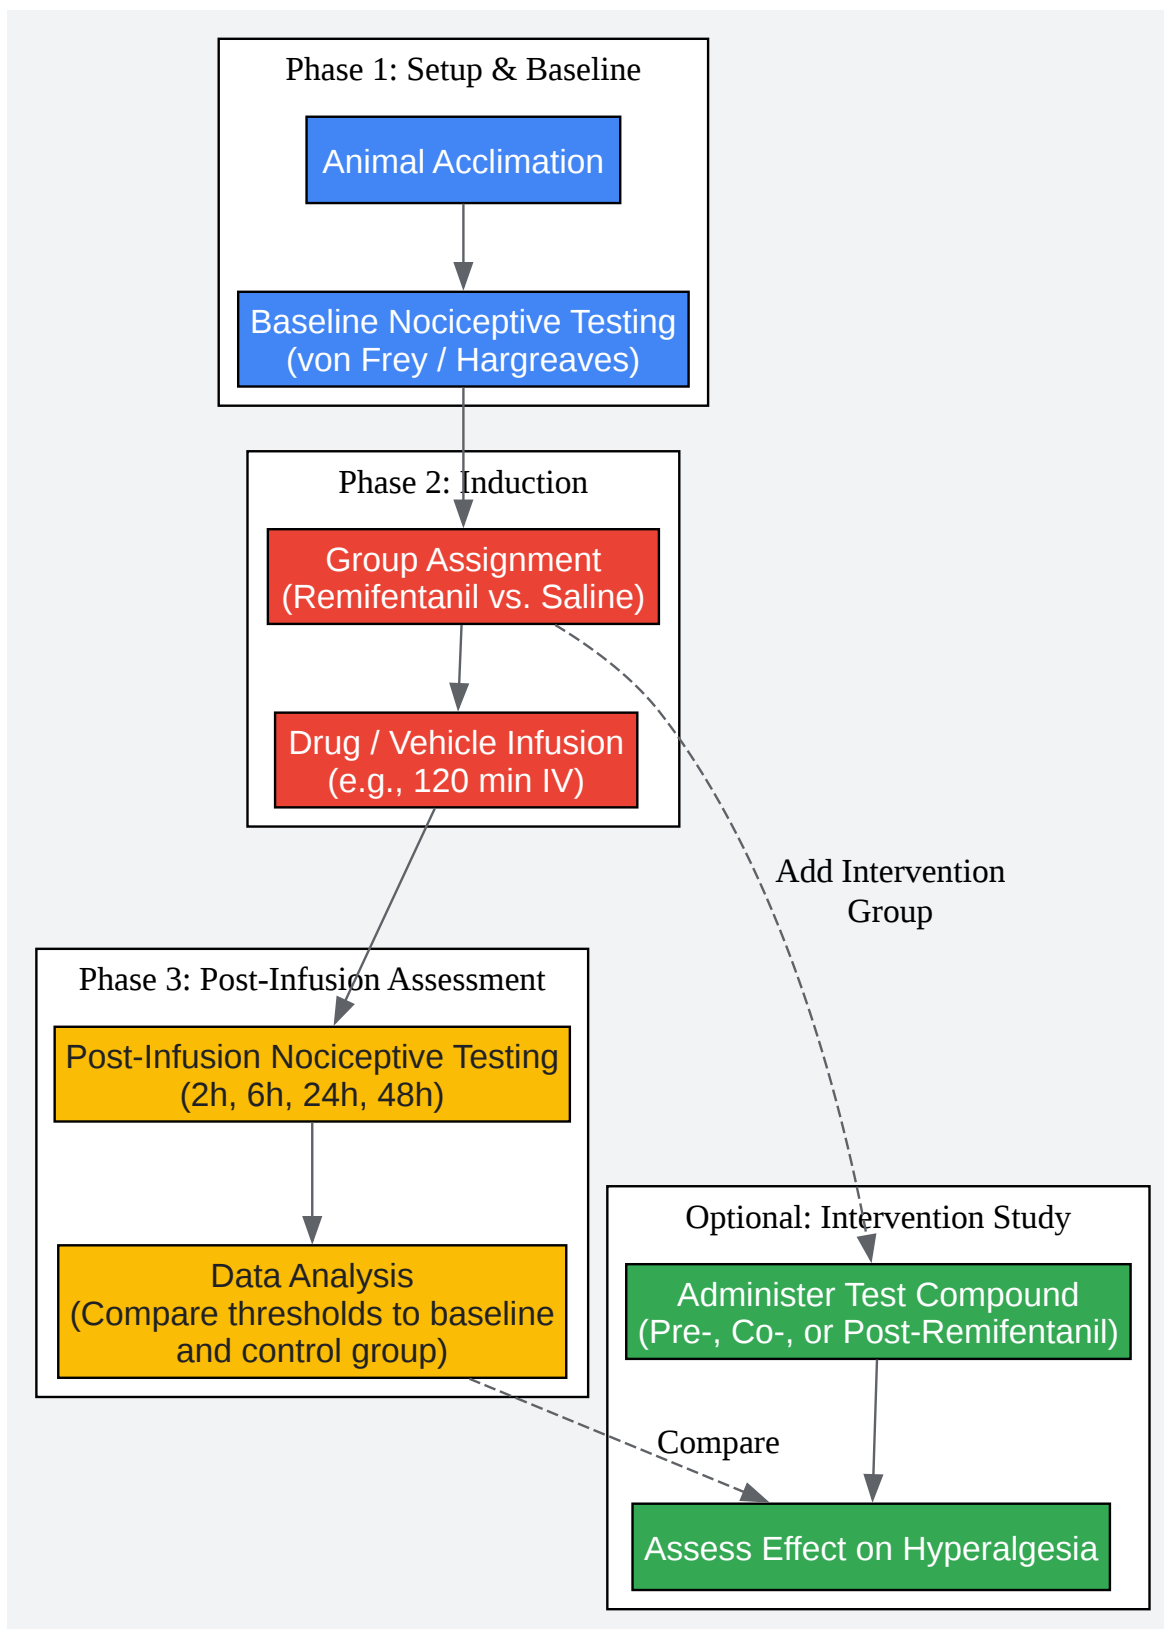 Phase 1: Setup & Baseline
Animal Acclimation
Baseline Nociceptive Testing
(von Frey / Hargreaves)
Phase 2: Induction
Group Assignment
(Remifentanil vs. Saline)
Drug / Vehicle Infusion
(e.g., 120 min IV)
Add Intervention
Group
Phase 3: Post-Infusion Assessment
Post-Infusion Nociceptive Testing
(2h, 6h, 24h, 48h)
Data Analysis
(Compare thresholds to baseline
and control group)
Optional: Intervention Study
Administer Test Compound
(Pre-, Co-, or Post-Remifentanil)
Compare
Assess Effect on Hyperalgesia